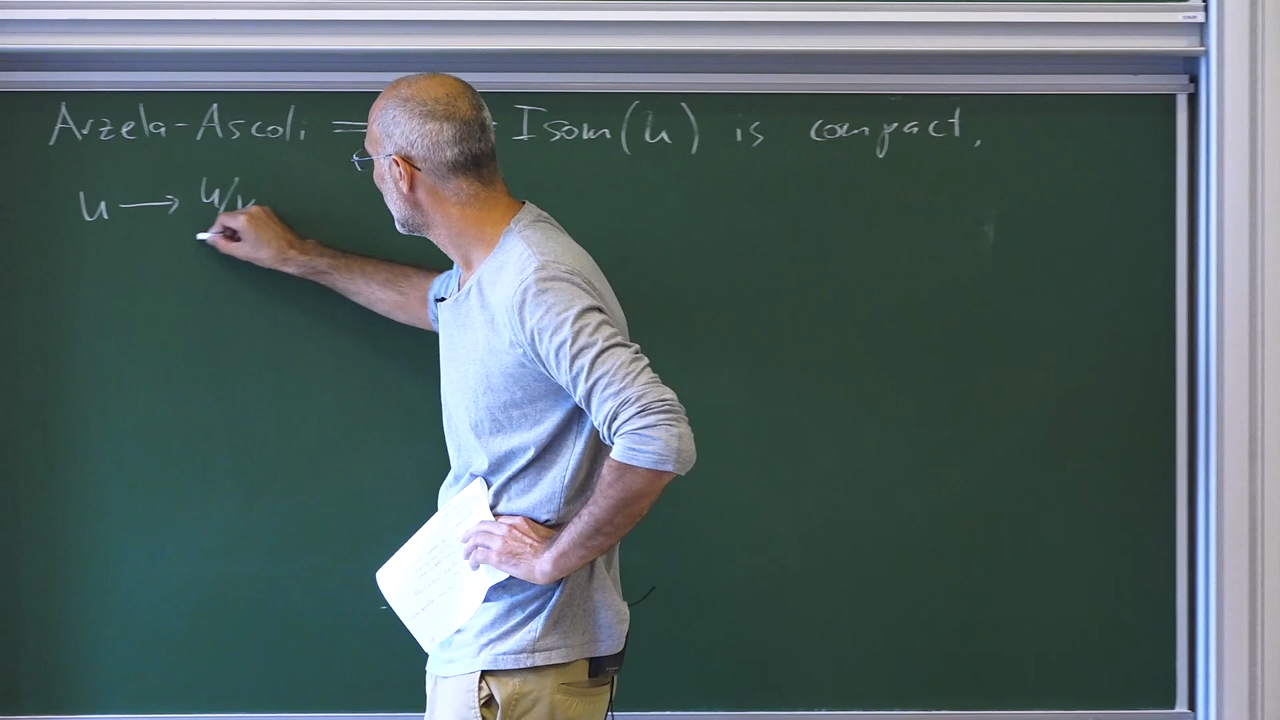 Arzela-Ascoli = Isom(u) is compact.
u → u/